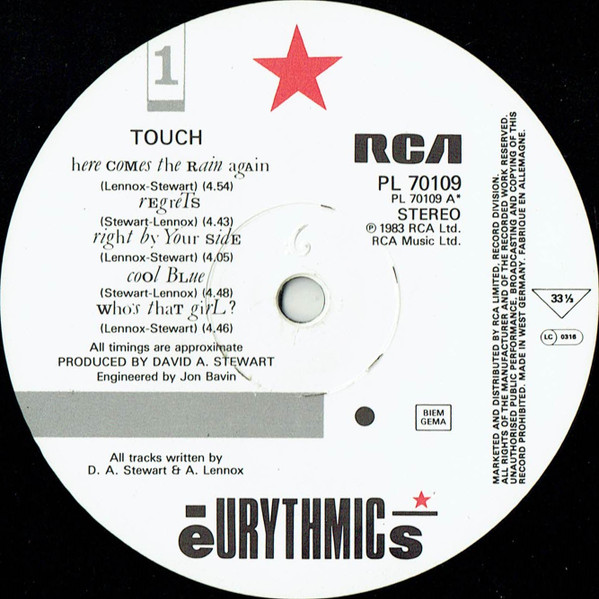 1
TOUCH
here coMes the Rain agAin
(Lennox-Stewart) (4.54)
rEgrETS
(Stewart-Lennox) (4.43)
right by Your SidE
(Lennox-Stewart) (4.05)
cool BLue
(Stewart-Lennox) (4.48)
Who's thaT girL?
(Lennox-Stewart) (4.46)
All timings are approximate
PRODUCED BY DAVID A. STEWART
Engineered by Jon Bavin
RCA
PL 70109
PL 70109 A*
STEREO
℗ 1983 RCA Ltd.
RCA Music Ltd.
6
MARKETED AND DISTRIBUTED BY RCA LIMITED. RECORD DIVISION.
ALL RIGHTS OF THE MANUFACTURER AND OF THE RECORDED WORK RESERVED.
UNAUTHORISED PUBLIC PERFORMANCE, BROADCASTING AND COPYING OF THIS
RECORD PROHIBITED. MADE IN WEST GERMANY. FABRIQUE EN ALLEMAGNE.
33⅓
LC 0316
BIEM
GEMA
All tracks written by
D. A. Stewart & A. Lennox
eURYTHMICs